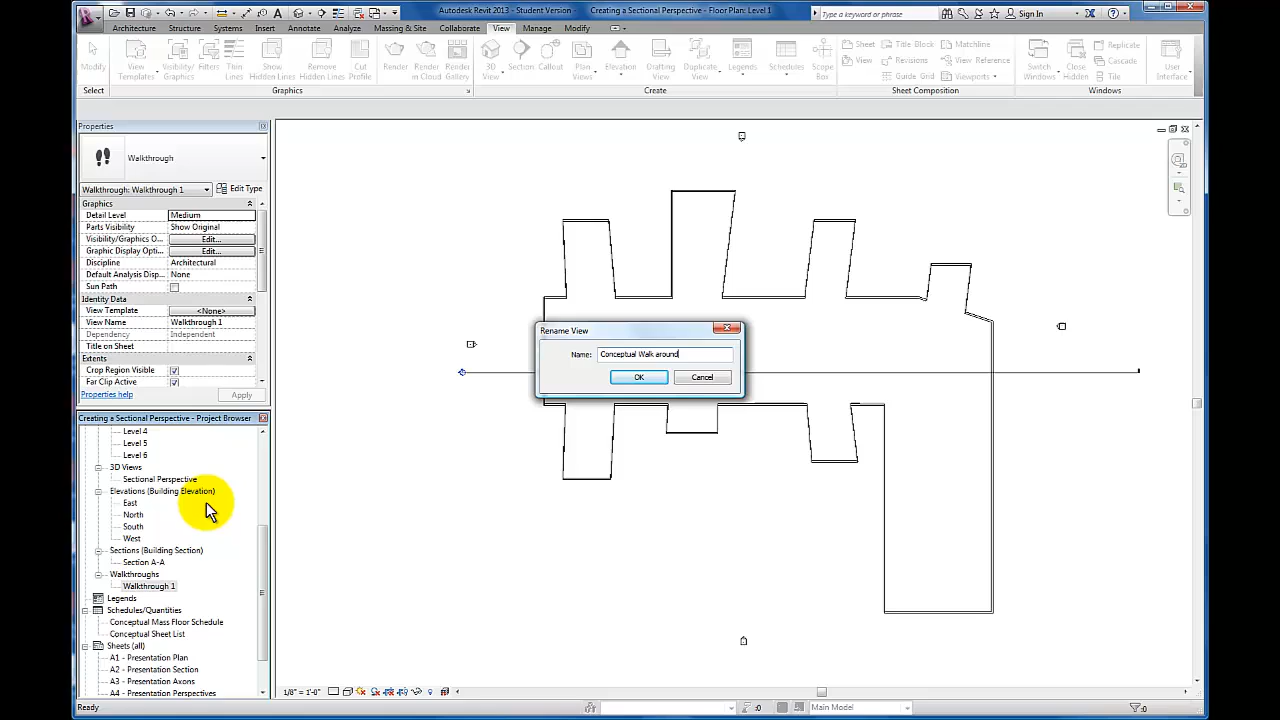 Autodesk Revit 2013 - Student Version - Creating a Sectional Perspective - Floor Plan: Level 1
Type a keyword or phrase
Sign In
Architecture Structure Systems Insert Annotate Analyze Massing & Site Collaborate View Manage Modify
Modify
View Templates
Visibility/ Graphics
Filters
Thin Lines
Show Hidden Lines
Remove Hidden Lines
Cut Profile
Render
Render in Cloud
Render Gallery
3D View
Section
Callout
Plan Views
Elevation
Drafting View
Duplicate View
Legends
Schedules
Scope Box
Sheet
Title Block
Matchline
View
Revisions
View Reference
Guide Grid
Viewports
Switch Windows
Close Hidden
Replicate
Cascade
Tile
User Interface
Select Graphics Create Sheet Composition Windows
Properties
Walkthrough
Walkthrough: Walkthrough 1
Edit Type
Graphics
Detail Level Medium
Parts Visibility Show Original
Visibility/Graphics O... Edit...
Graphic Display Opti... Edit...
Discipline Architectural
Default Analysis Disp... None
Sun Path
Identity Data
View Template <None>
View Name Walkthrough 1
Dependency Independent
Title on Sheet
Extents
Crop Region Visible
Far Clip Active
Properties help
Apply
Rename View
Name: Conceptual Walk around
OK Cancel
Creating a Sectional Perspective - Project Browser
Level 4
Level 5
Level 6
3D Views
Sectional Perspective
Elevations (Building Elevation)
East
North
South
West
Sections (Building Section)
Section A-A
Walkthroughs
Walkthrough 1
Legends
Schedules/Quantities
Conceptual Mass Floor Schedule
Conceptual Sheet List
Sheets (all)
A1 - Presentation Plan
A2 - Presentation Section
A3 - Presentation Axons
A4 - Presentation Perspectives
1/8" = 1'-0"
Ready
:0
Main Model
:0